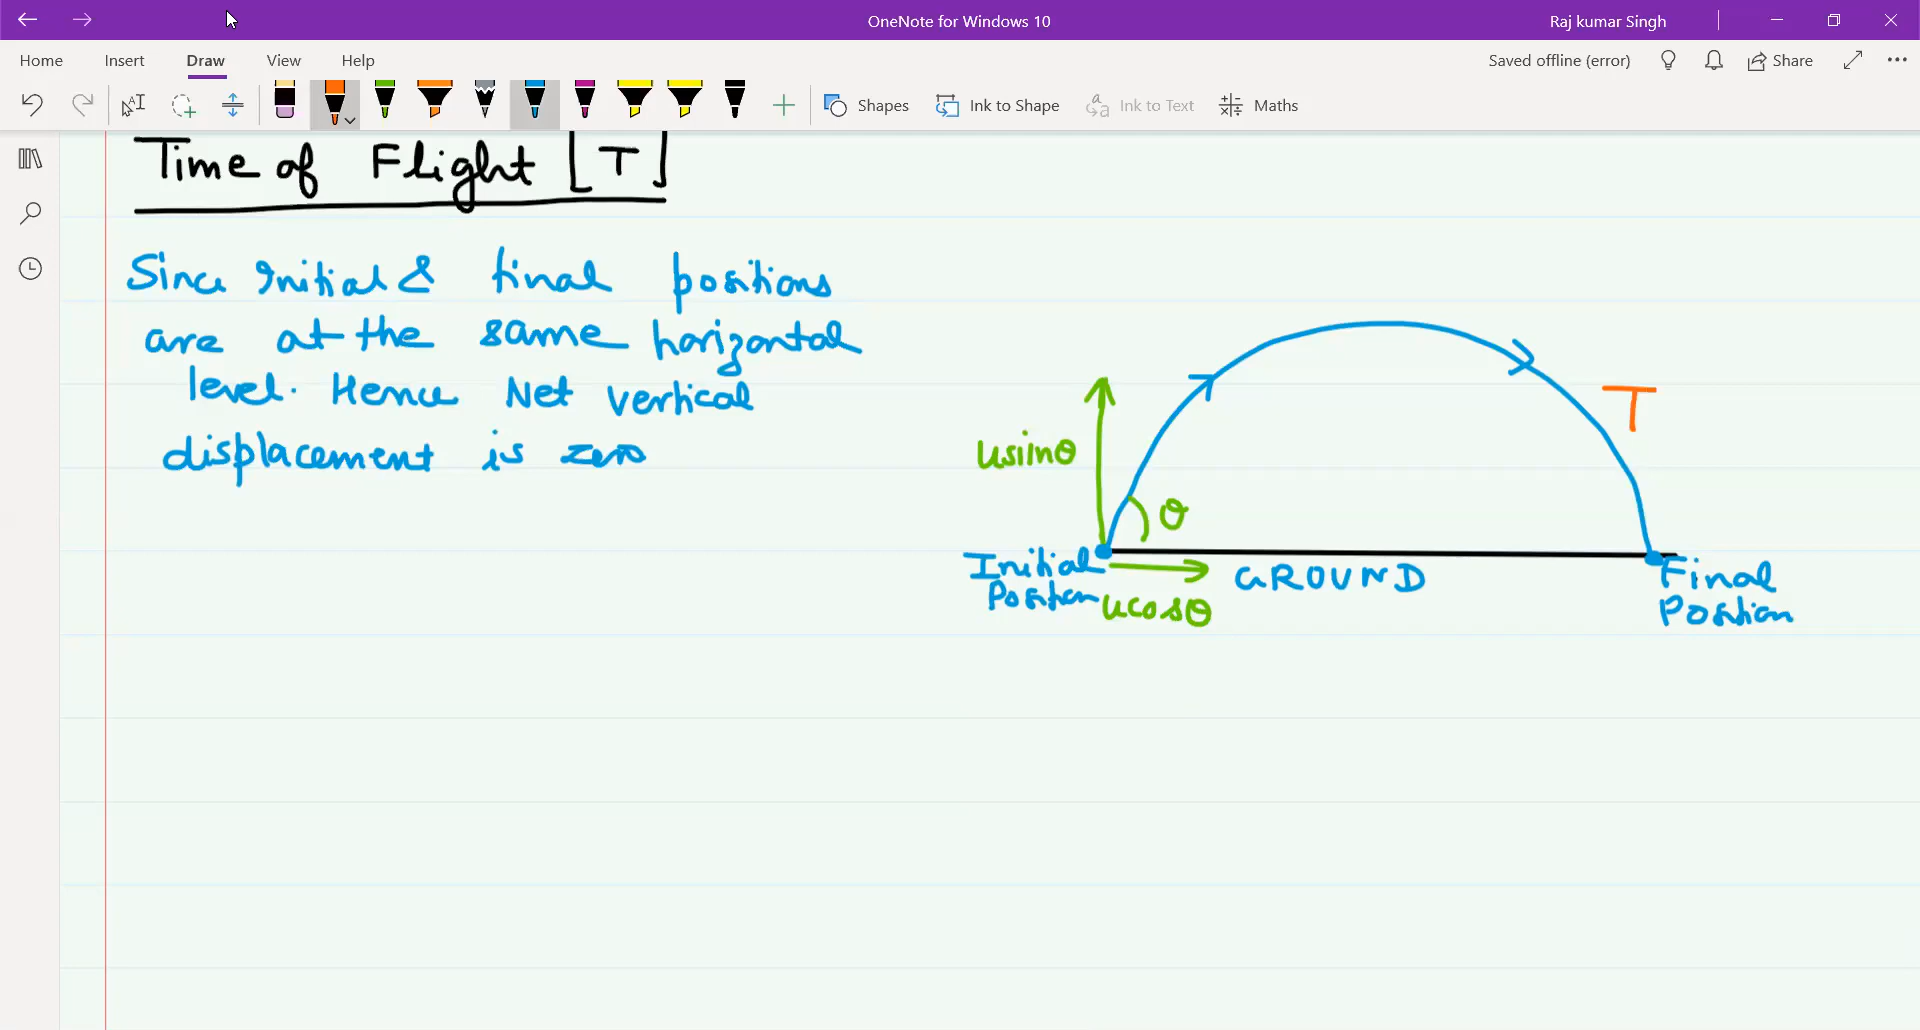 OneNote for Windows 10
Raj kumar Singh
Home Insert Draw View Help
Saved offline (error) Share
Shapes Ink to Shape Ink to Text Maths
Time of Flight [T]
Since Initial & final positions
are at the same horizontal
level. Hence Net vertical
displacement is zero
T
usinθ
θ
Initial
Position
ucosθ
GROUND
Final
Position